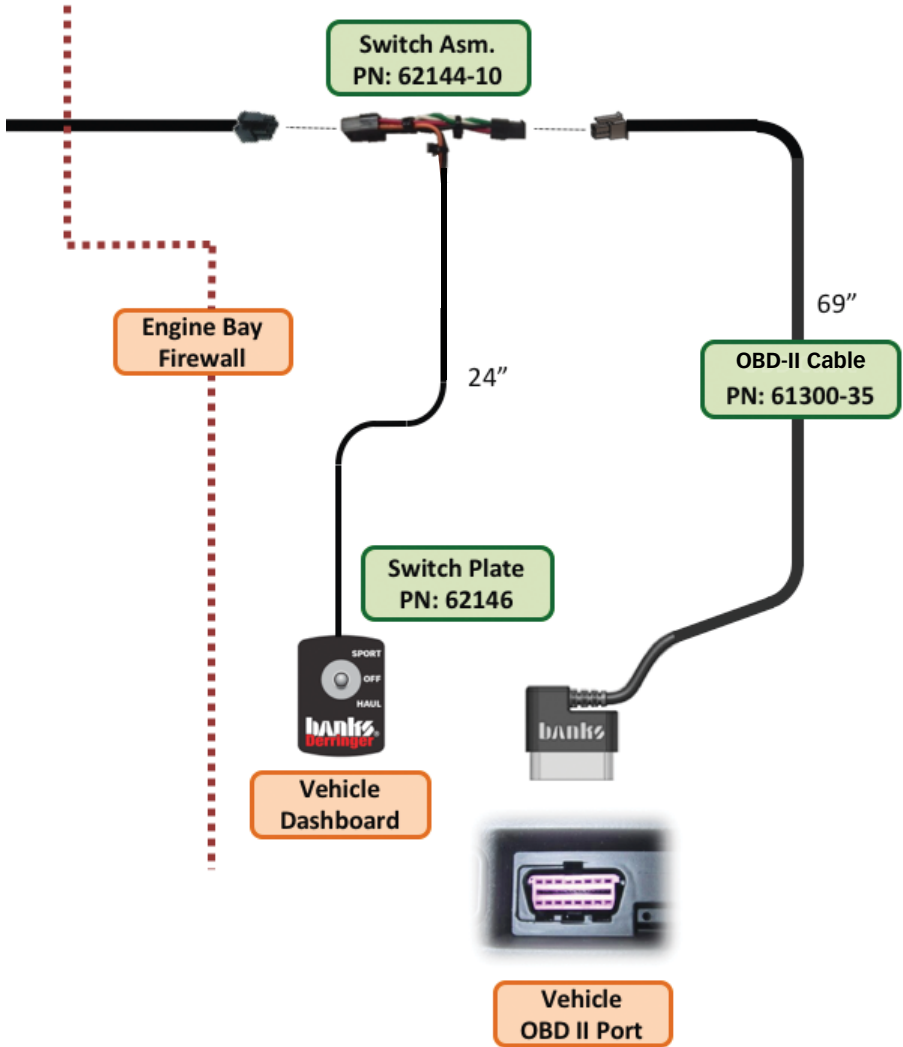 Switch Asm.
PN: 62144-10
Engine Bay
Firewall
69”
OBD-II Cable
PN: 61300-35
24”
Switch Plate
PN: 62146
SPORT
OFF
HAUL
banks®
Derringer
banks
Vehicle
Dashboard
Vehicle
OBD II Port